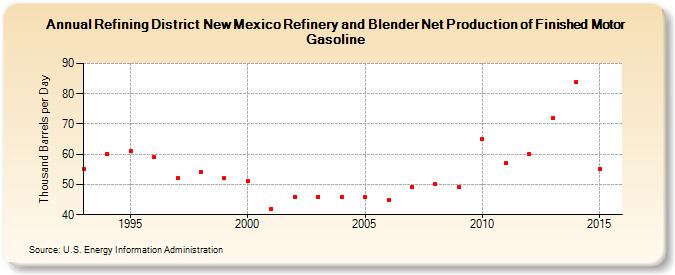 Annual Refining District New Mexico Refinery and Blender Net Production of Finished Motor
Gasoline
Thousand Barrels per Day
90
80
70
60
50
40
1995
2000
2005
2010
2015
Source: U.S. Energy Information Administration